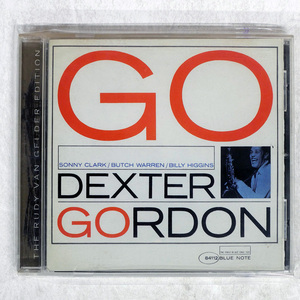 THE RUDY VAN GELDER EDITION
GO
SONNY CLARK / BUTCH WARREN / BILLY HIGGINS
DEXTER
GORDON
84112 BLUE NOTE